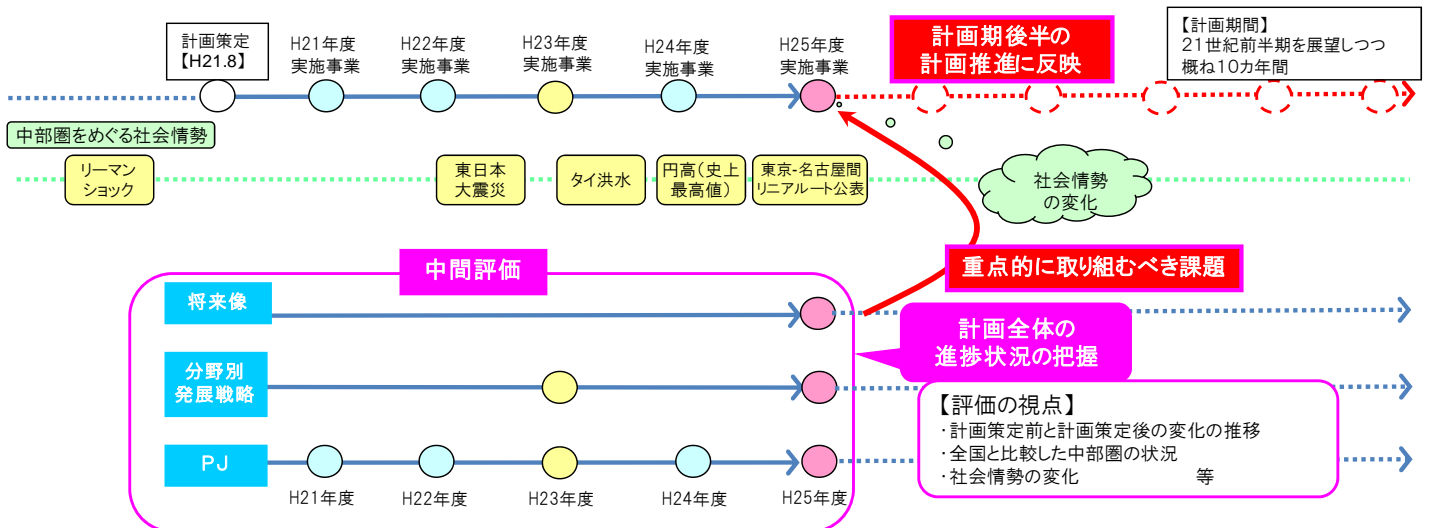 計画策定
【H21.8】
H21年度
実施事業
H22年度
実施事業
H23年度
実施事業
H24年度
実施事業
H25年度
実施事業
計画期後半の
計画推進に反映
【計画期間】
21世紀前半期を展望しつつ
概ね10カ年間
中部圏をめぐる社会情勢
リーマン
ショック
東日本
大震災
タイ洪水
円高(史上
最高値)
東京-名古屋間
リニアルート公表
社会情勢
の変化
中間評価
重点的に取り組むべき課題
将来像
計画全体の
進捗状況の把握
分野別
発展戦略
【評価の視点】
・計画策定前と計画策定後の変化の推移
・全国と比較した中部圏の状況
・社会情勢の変化 等
PJ
H21年度
H22年度
H23年度
H24年度
H25年度